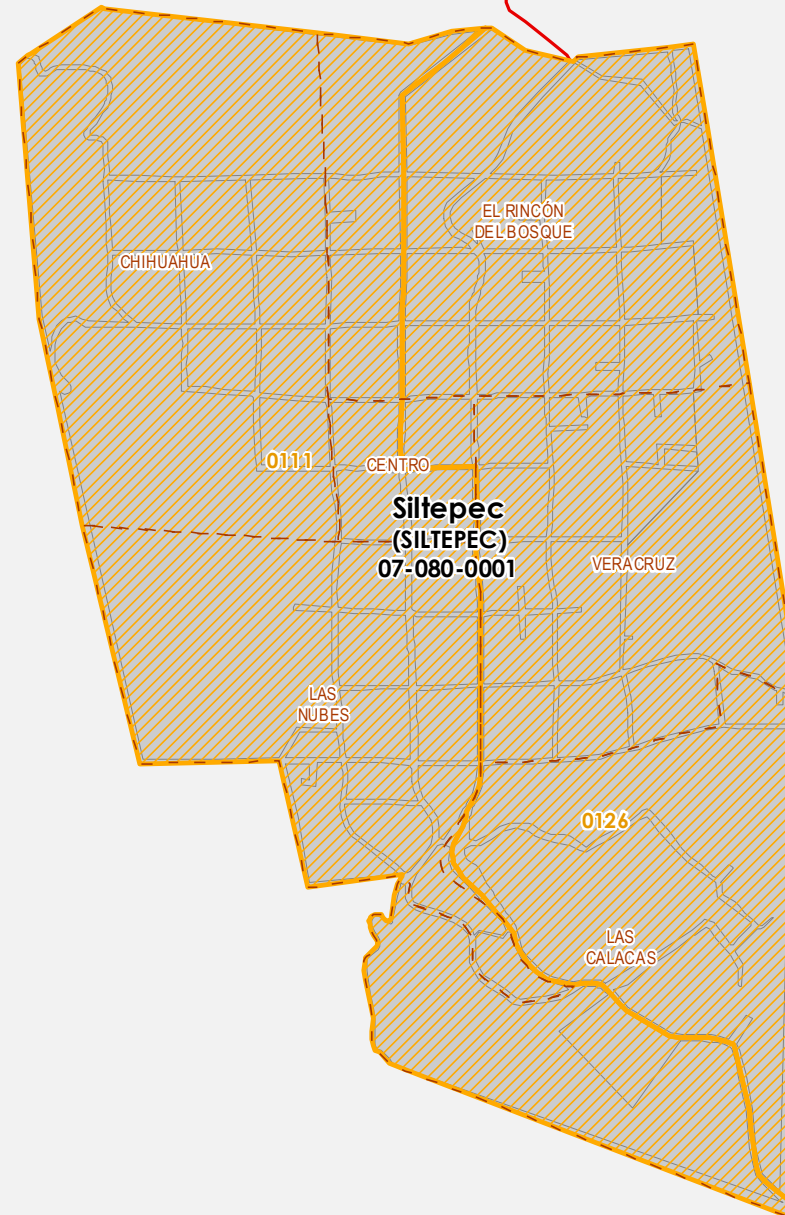 EL RINCÓN
DEL BOSQUE
CHIHUAHUA
0111
CENTRO
Siltepec
(SILTEPEC)
07-080-0001
VERACRUZ
LAS
NUBES
0126
LAS
CALACAS